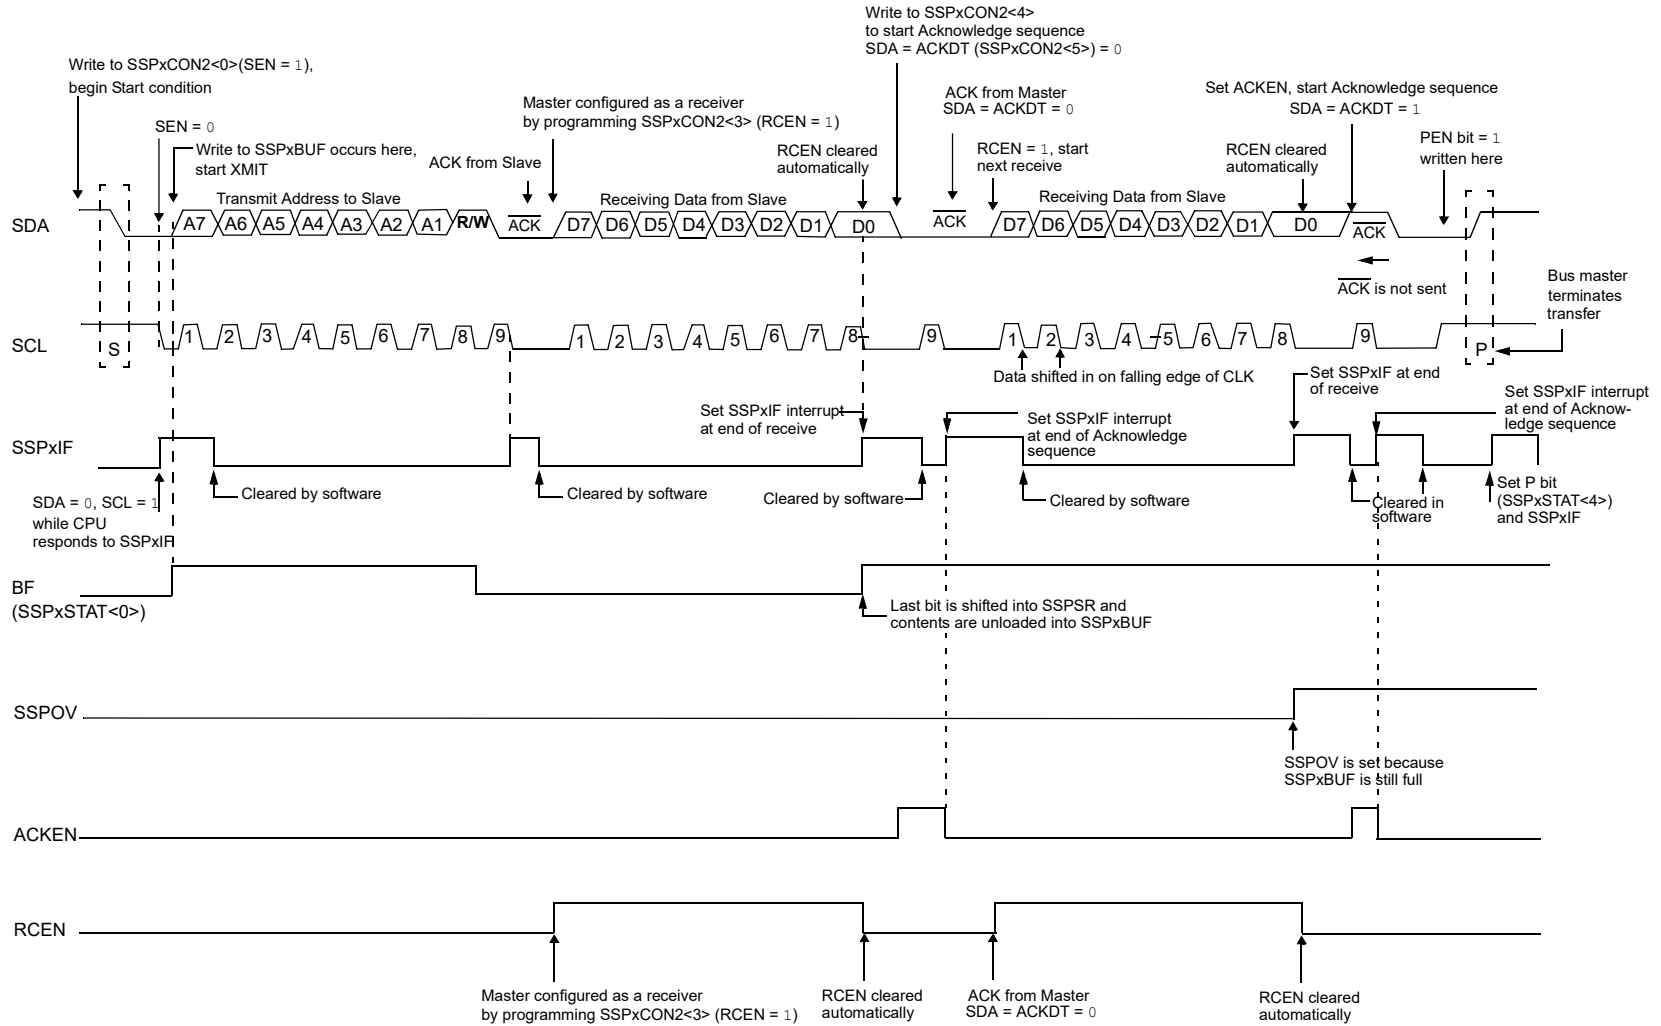 Write to SSPxCON2<4>
to start Acknowledge sequence
SDA = ACKDT (SSPxCON2<5>) = 0
Write to SSPxCON2<0>(SEN = 1),
begin Start condition
ACK from Master
SDA = ACKDT = 0
Set ACKEN, start Acknowledge sequence
SDA = ACKDT = 1
Master configured as a receiver
by programming SSPxCON2<3> (RCEN = 1)
SEN = 0
PEN bit = 1
written here
Write to SSPxBUF occurs here,
start XMIT
ACK from Slave
RCEN cleared
automatically
RCEN = 1, start
next receive
RCEN cleared
automatically
Transmit Address to Slave
Receiving Data from Slave
Receiving Data from Slave
SDA A7 A6 A5 A4 A3 A2 A1 R/W ACK D7 D6 D5 D4 D3 D2 D1 D0 ACK D7 D6 D5 D4 D3 D2 D1 D0 ACK
ACK is not sent
Bus master
terminates
transfer
SCL S 1 2 3 4 5 6 7 8 9 1 2 3 4 5 6 7 8 9 1 2 3 4 5 6 7 8 9 P
Data shifted in on falling edge of CLK
Set SSPxIF at end
of receive
Set SSPxIF interrupt
at end of receive
Set SSPxIF interrupt
at end of Acknowledge
sequence
Set SSPxIF interrupt
at end of Acknow-
ledge sequence
SSPxIF
Cleared by software
Cleared by software
Cleared by software
Cleared by software
Cleared in
software
Set P bit
(SSPxSTAT<4>)
and SSPxIF
SDA = 0, SCL = 1
while CPU
responds to SSPxIF
BF
(SSPxSTAT<0>)
Last bit is shifted into SSPSR and
contents are unloaded into SSPxBUF
SSPOV
SSPOV is set because
SSPxBUF is still full
ACKEN
RCEN
Master configured as a receiver
by programming SSPxCON2<3> (RCEN = 1)
RCEN cleared
automatically
ACK from Master
SDA = ACKDT = 0
RCEN cleared
automatically